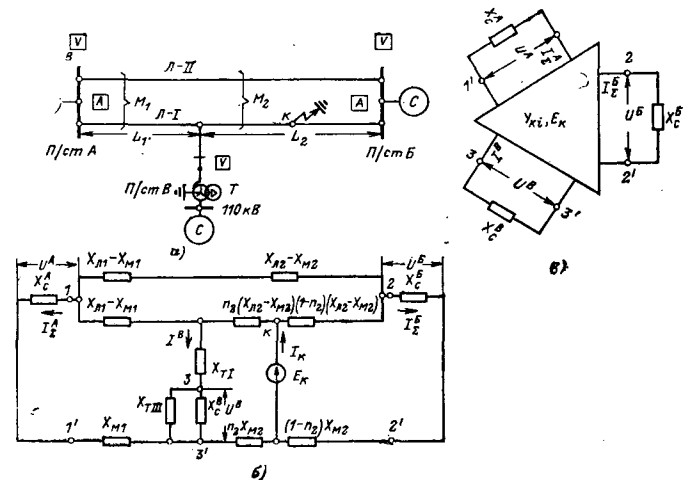 V
V
в
Л-II
A
M₁
M₂
к
A
C
Л-I
L₁
L₂
П/ст А
П/ст Б
V
П/ст В
T
110 кВ
C
а)
X_C^A
U^A
I_Σ^A
1'
1
2
I_Σ^Б
Y_Ki, E_K
U^Б
X_C^Б
3
I^B
U^B
2'
3'
X_C^B
в)
U^A
X_C^A
1
X_Л1-X_M1
X_Л2-X_M2
U^Б
2
X_C^Б
X_Л1-X_M1
n₂(X_Л2-X_M2)
(1-n₂)(X_Л2-X_M2)
I_Σ^A
к
I_Σ^Б
I^B
X_TI
I_K
E_K
3
X_TIII
X_C^B
U^B
1'
X_M1
3'
n₂X_M2
(1-n₂)X_M2
2'
б)